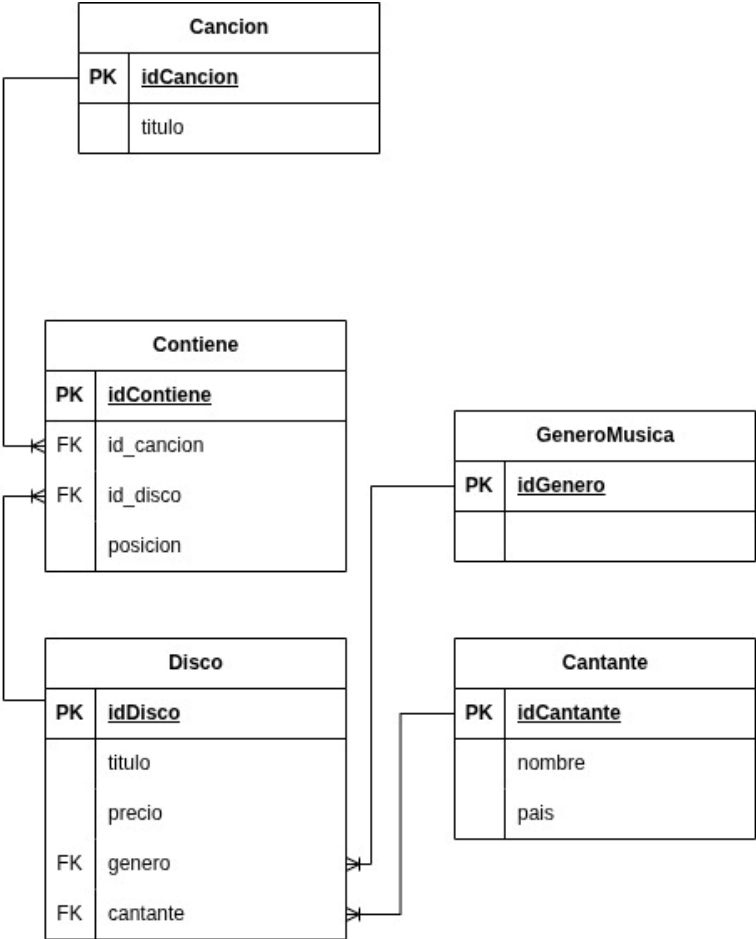 Cancion
PK idCancion
titulo
Contiene
PK idContiene
FK id_cancion
FK id_disco
posicion
GeneroMusica
PK idGenero
Disco
PK idDisco
titulo
precio
FK genero
FK cantante
Cantante
PK idCantante
nombre
pais